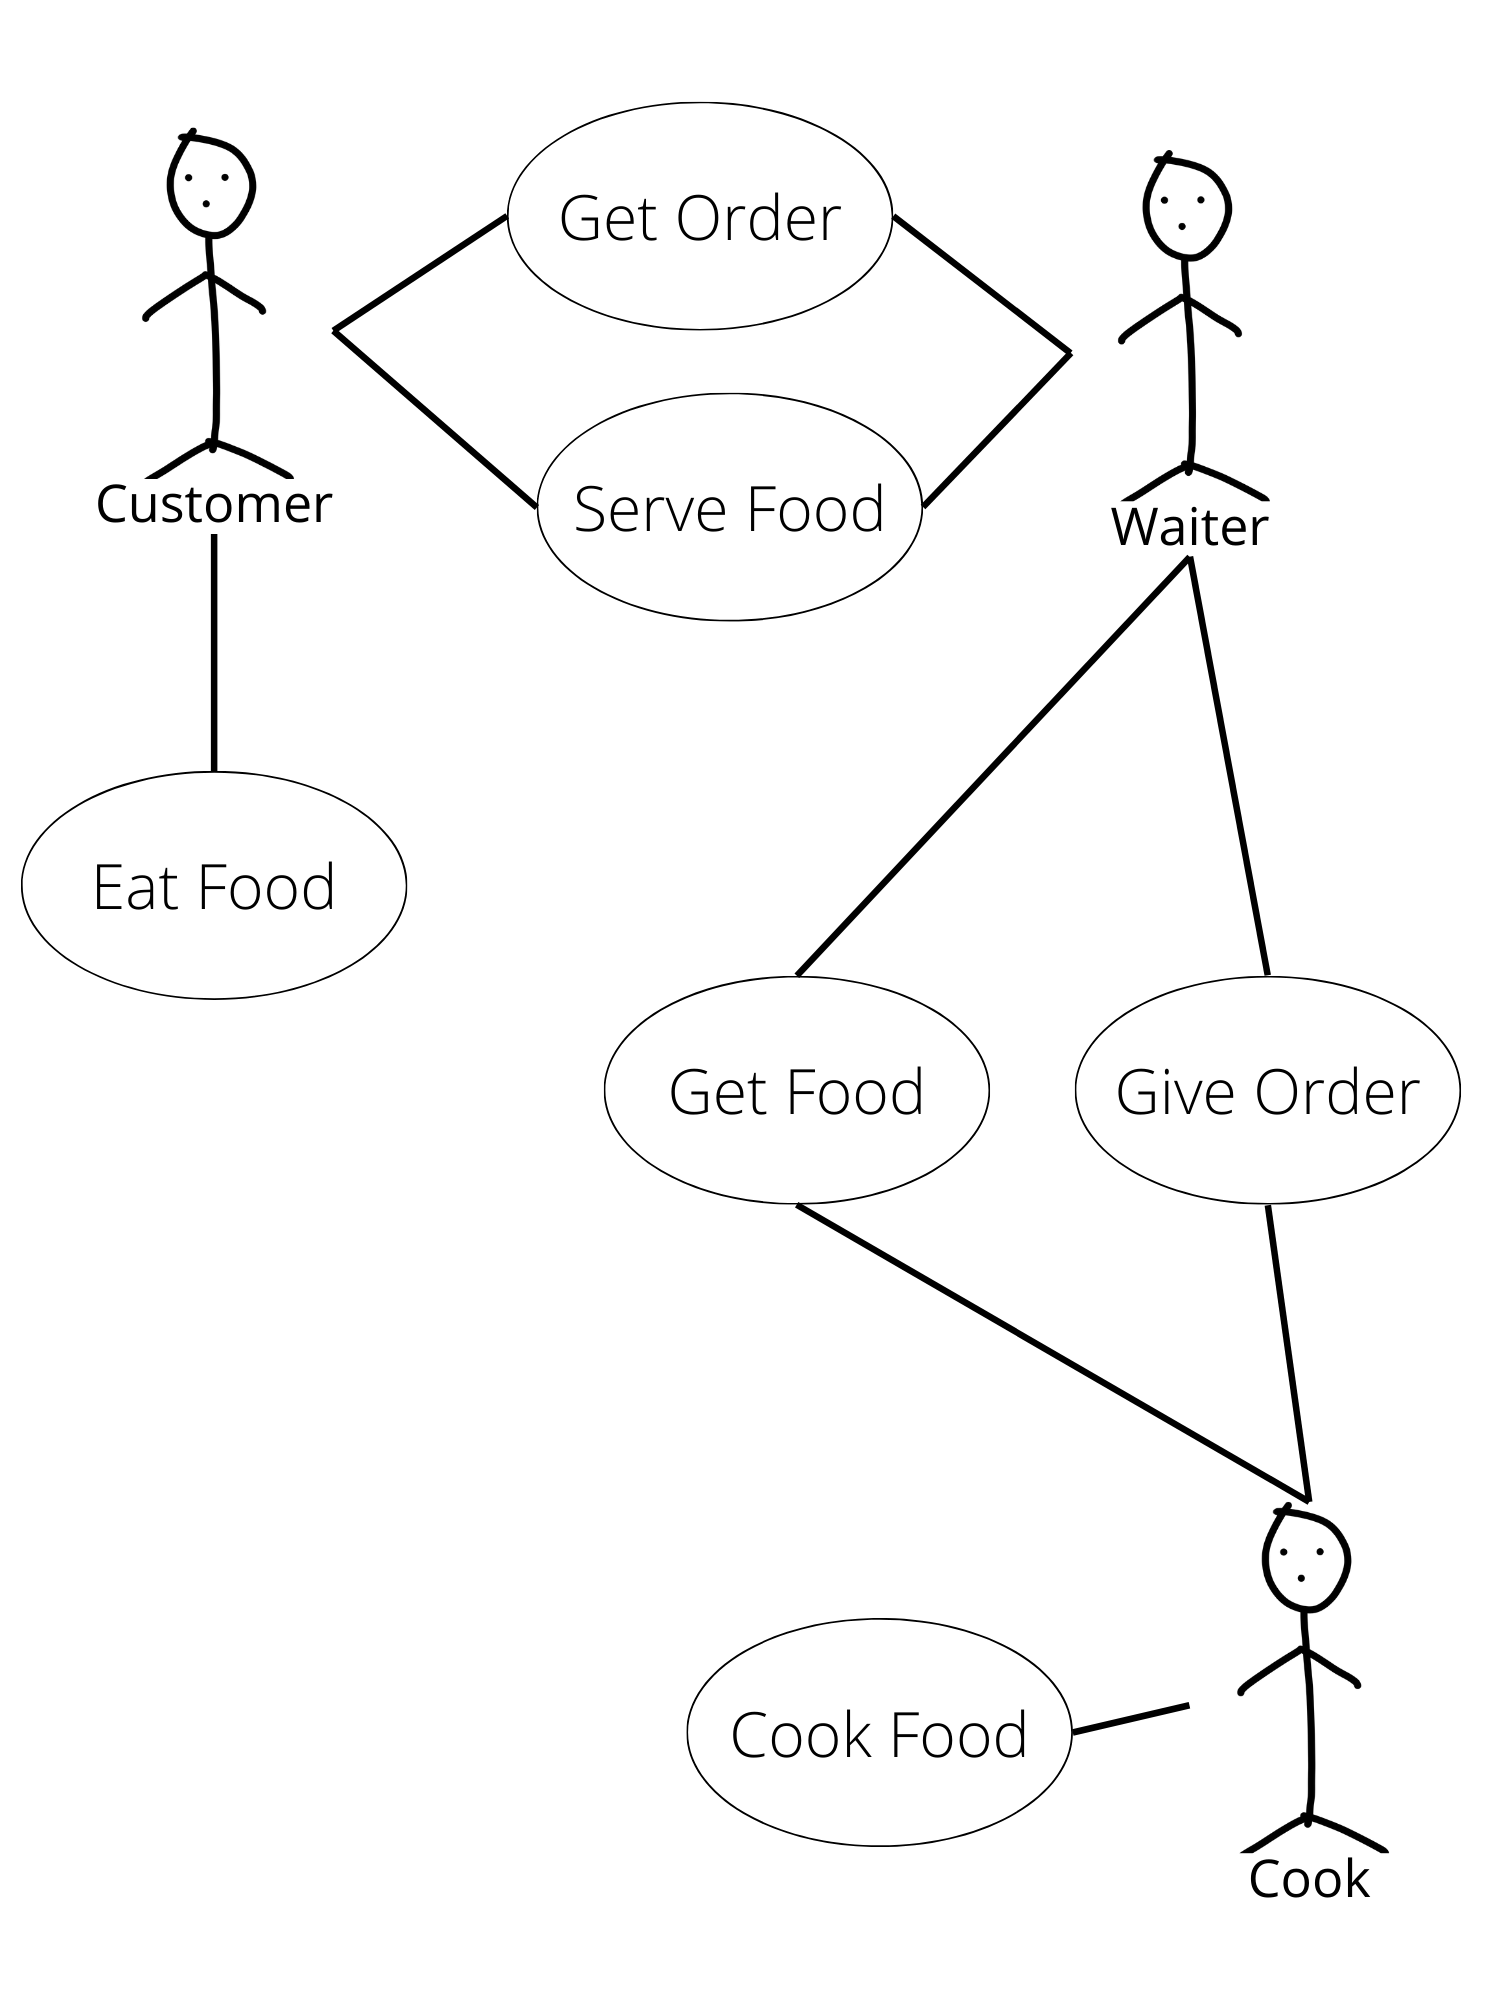 Get Order
Serve Food
Customer
Waiter
Eat Food
Get Food
Give Order
Cook Food
Cook